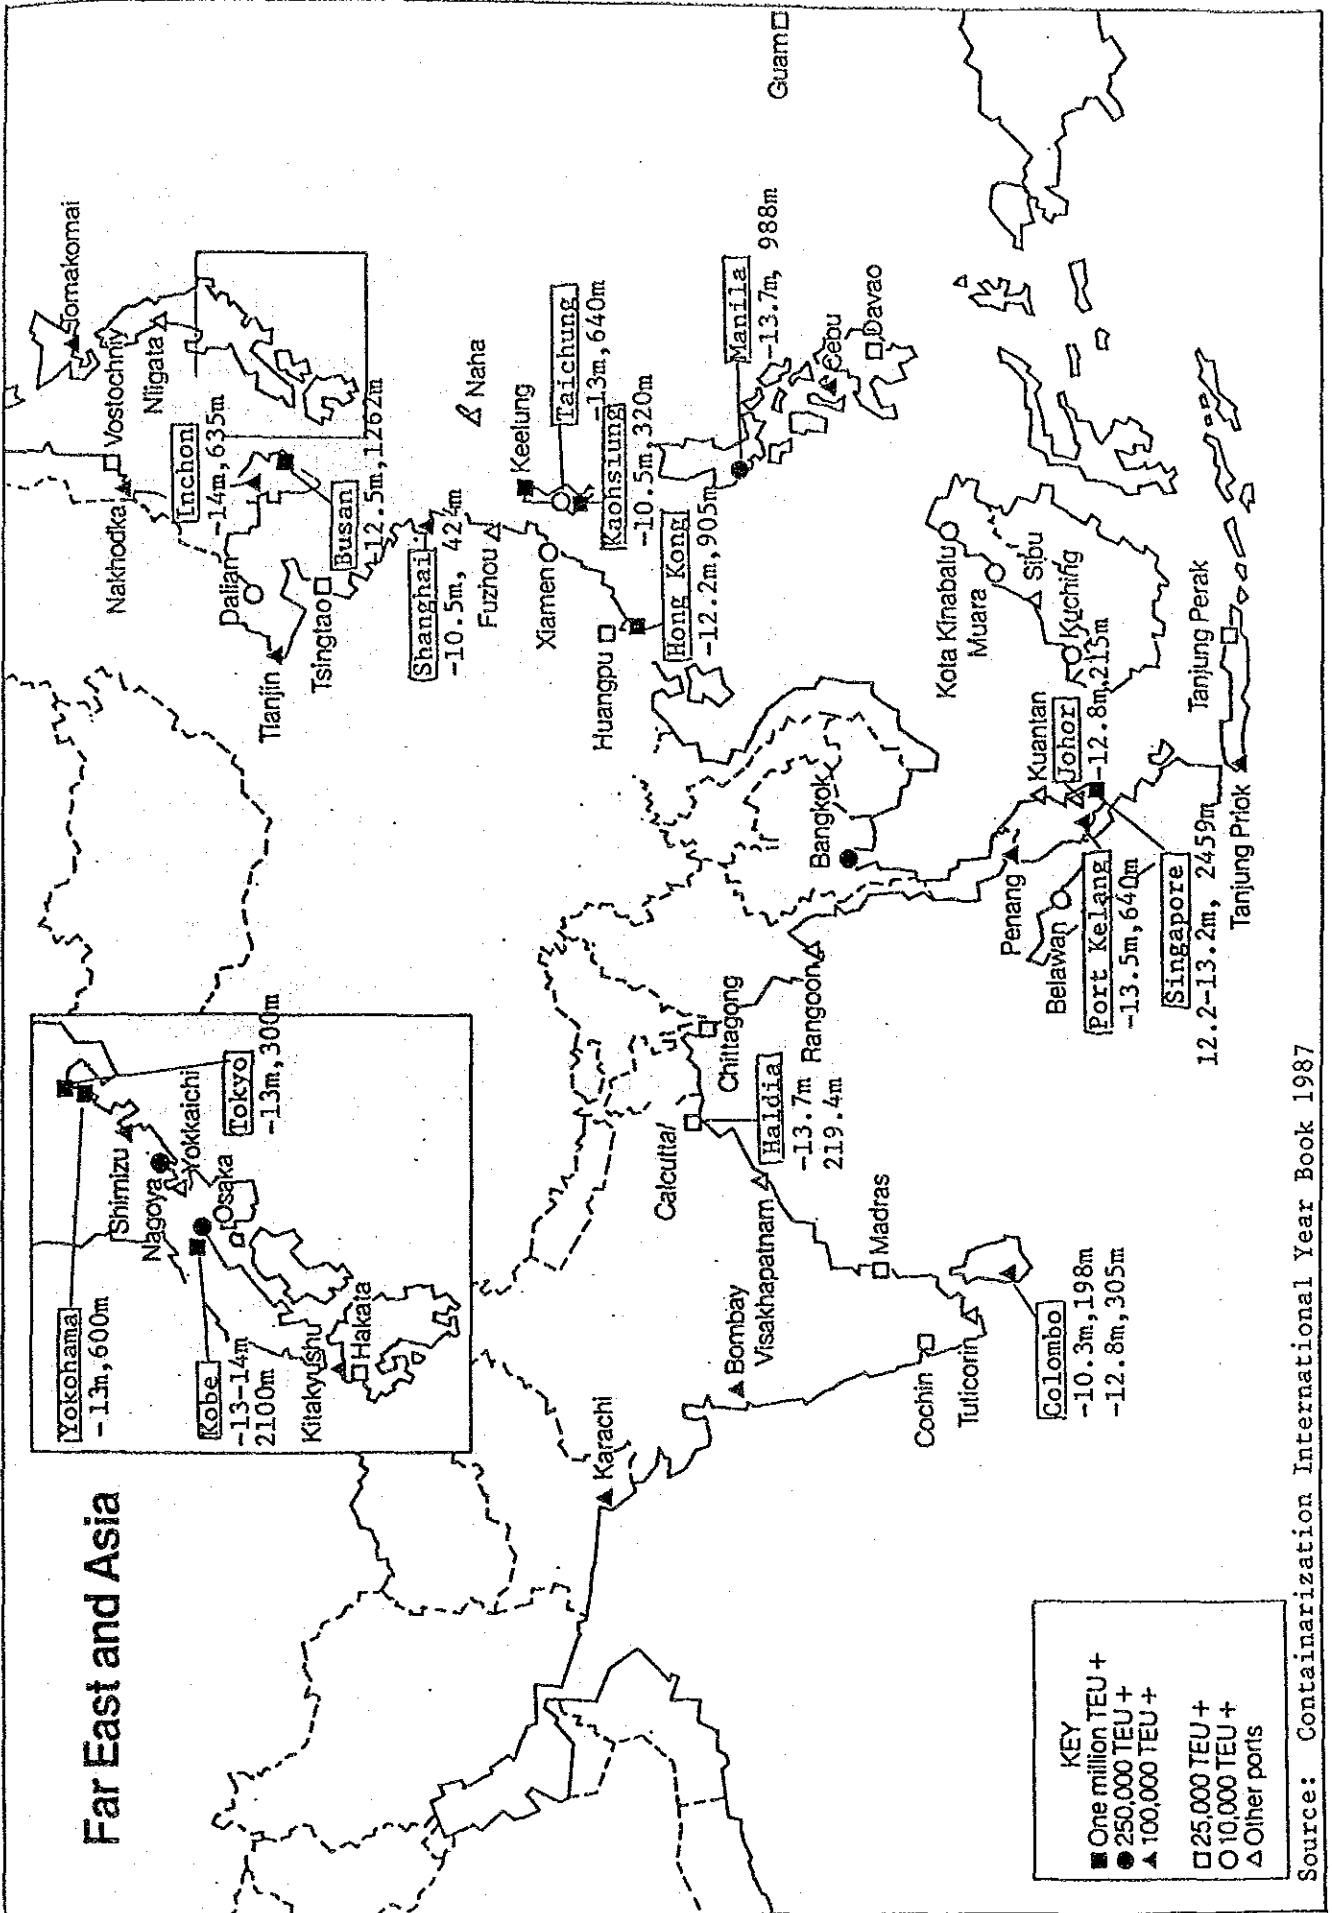 Far East and Asia
Yokohama
-13m,600m
Kobe
-13-14m
2100m
Kitakyushu
Hakata
Shimizu
Nagoya
Yokkaichi
Osaka
Tokyo
-13m,300m
Nakhodka
Vostochniy
Niigata
Inchon
-14m,635m
Dalian
Tianjin
Tsingtao
Busan
-12.5m,1262m
Shanghai
-10.5m, 424m
Naha
Fuzhou
Keelung
Taichung
-13m,640m
Xiamen
Kaohsiung
-10.5m,320m
Huangpu
Hong Kong
-12.2m,905m
Manila
-13.7m, 988m
Cebu
Davao
Guam
Karachi
Bombay
Visakhapatnam
Calcutta
Chittagong
Haldia
-13.7m
219.4m
Rangoon
Madras
Cochin
Tuticorin
Colombo
-10.3m,198m
-12.8m,305m
Bangkok
Penang
Belawan
Port Kelang
-13.5m,640m
Singapore
12.2-13.2m, 2459m
Kuantan
Johor
-12.8m,215m
Kota Kinabalu
Muara
Sibu
Kuching
Tanjung Perak
Tanjung Priok
KEY
One million TEU +
250,000 TEU +
100,000 TEU +
25,000 TEU +
10,000 TEU +
Other ports
Source: Containarization International Year Book 1987